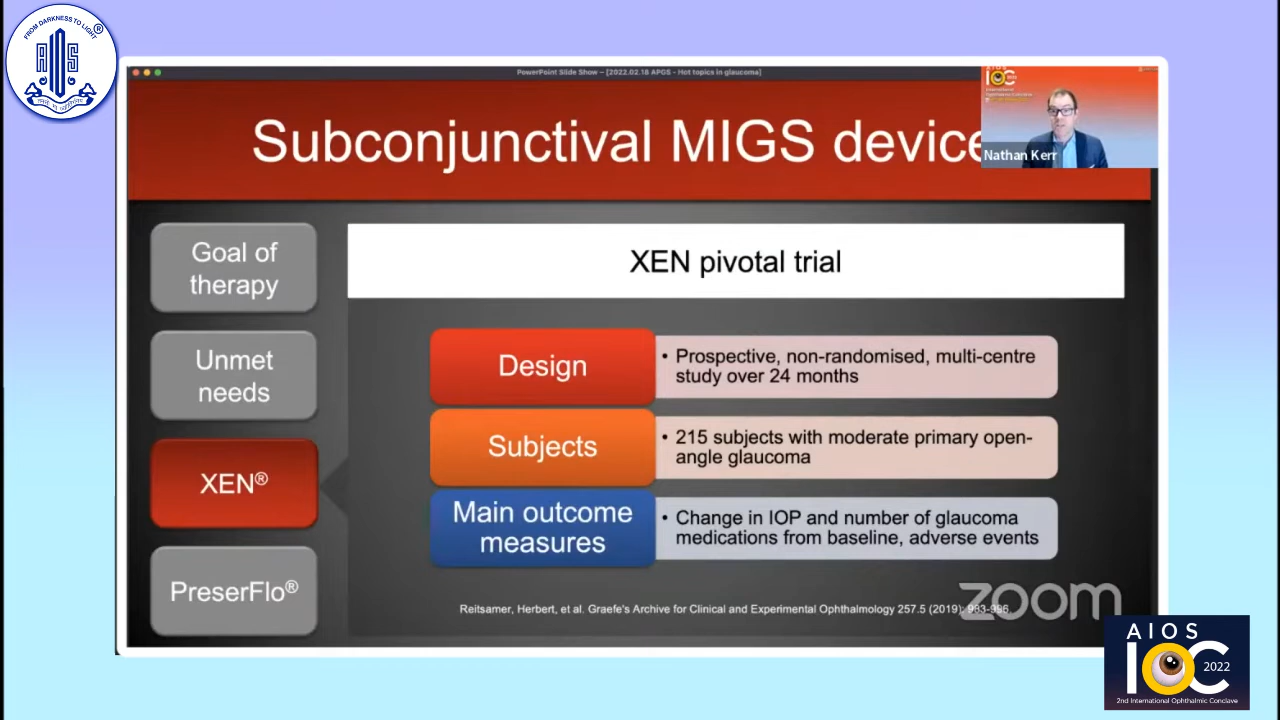 FROM DARKNESS TO LIGHT
®
AIOS
PowerPoint Slide Show – [2022.02.18 APGS - Hot topics in glaucoma]
Subconjunctival MIGS device
AIOS
IOC 2022
Nathan Kerr
Goal of
therapy
Unmet
needs
XEN®
PreserFlo®
XEN pivotal trial
Design
• Prospective, non-randomised, multi-centre
study over 24 months
Subjects
• 215 subjects with moderate primary open-
angle glaucoma
Main outcome
measures
• Change in IOP and number of glaucoma
medications from baseline, adverse events
Reitsamer, Herbert, et al. Graefe's Archive for Clinical and Experimental Ophthalmology 257.5 (2019): 983-996.
zoom
AIOS
IOC 2022
2nd International Ophthalmic Conclave